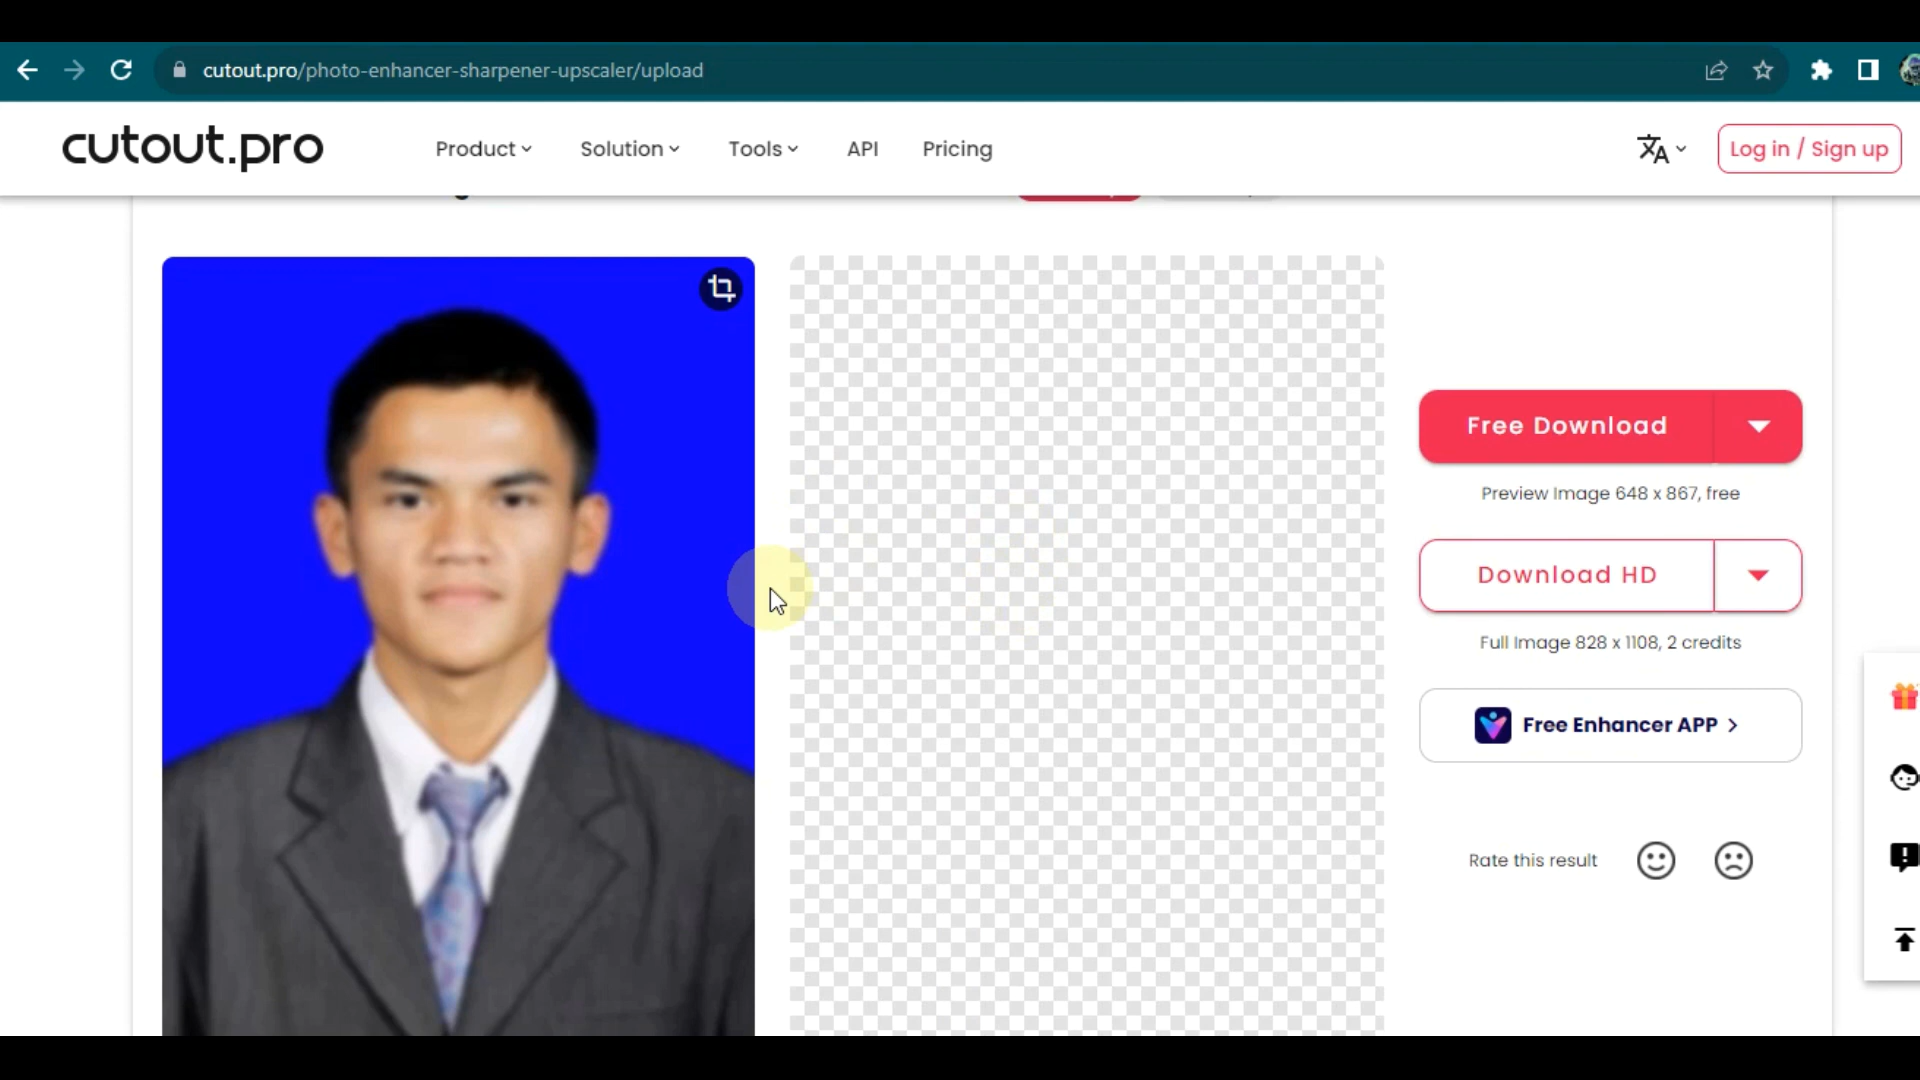 cutout.pro/photo-enhancer-sharpener-upscaler/upload
cutout.pro
Product
Solution
Tools
API
Pricing
Log in / Sign up
Free Download
Preview Image 648 x 867, free
Download HD
Full Image 828 x 1108, 2 credits
Free Enhancer APP >
Rate this result